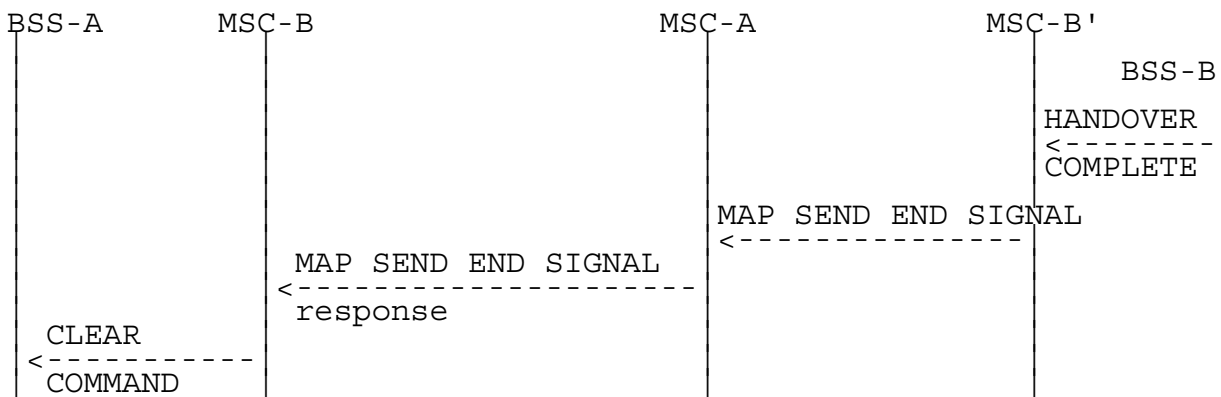 BSS-A MSC-B MSC-A MSC-B'
BSS-B
HANDOVER
COMPLETE
MAP SEND END SIGNAL
MAP SEND END SIGNAL
response
CLEAR
COMMAND